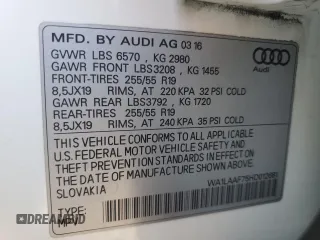 MFD. BY AUDI AG 03 16
GVWR LBS 6570 , KG 2980
GAWR FRONT LBS3208 , KG 1455
FRONT-TIRES 255/55 R19
8,5JX19 RIMS, AT 220 KPA 32 PSI COLD
GAWR REAR LBS3792 , KG 1720
REAR-TIRES 255/55 R19
8,5JX19 RIMS, AT 240 KPA 35 PSI COLD
THIS VEHICLE CONFORMS TO ALL APPLICABLE
U.S. FEDERAL MOTOR VEHICLE SAFETY AND
THEFT PREVENTION STANDARDS IN EFFECT ON THE
DATE OF MANUFACTURE SHOWN ABOVE.
SLOVAKIA
TYPE:
Audi
DREAMBID